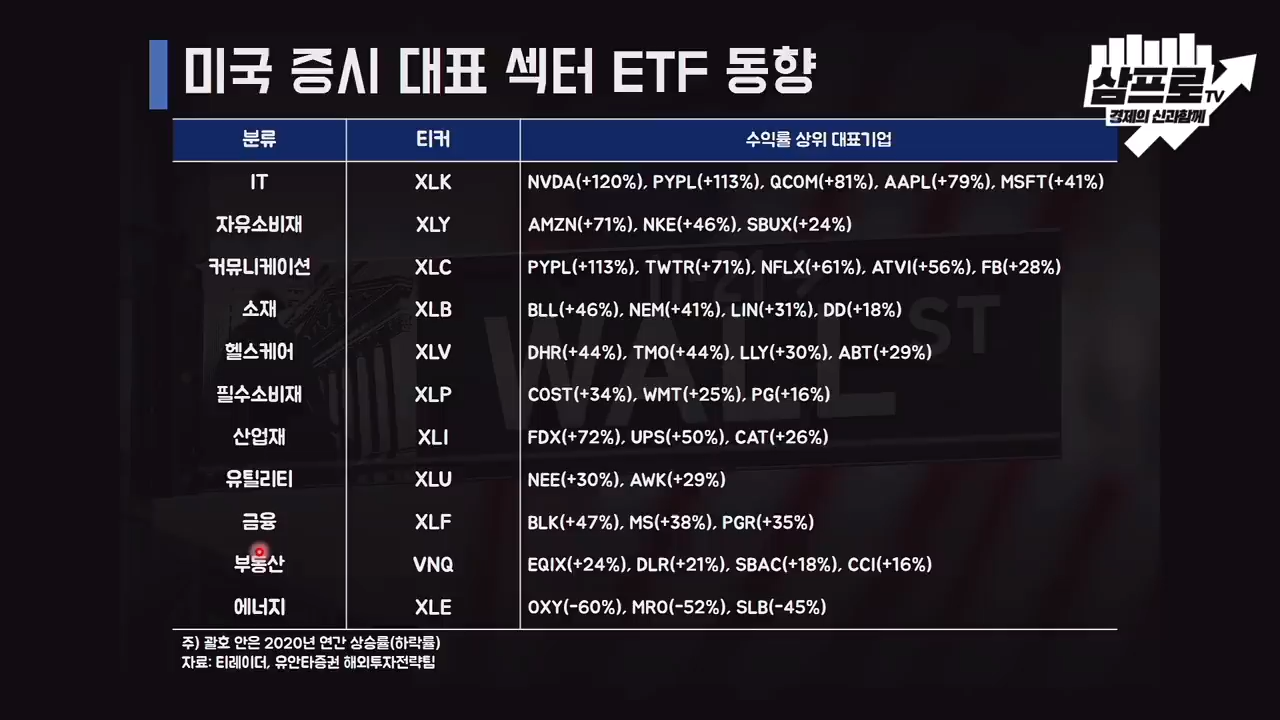 미국 증시 대표 섹터 ETF 동향
삼프로TV
경제의 신과함께
분류 티커 수익률 상위 대표기업
IT XLK NVDA(+120%), PYPL(+113%), QCOM(+81%), AAPL(+79%), MSFT(+41%)
자유소비재 XLY AMZN(+71%), NKE(+46%), SBUX(+24%)
커뮤니케이션 XLC PYPL(+113%), TWTR(+71%), NFLX(+61%), ATVI(+56%), FB(+28%)
소재 XLB BLL(+46%), NEM(+41%), LIN(+31%), DD(+18%)
헬스케어 XLV DHR(+44%), TMO(+44%), LLY(+30%), ABT(+29%)
필수소비재 XLP COST(+34%), WMT(+25%), PG(+16%)
산업재 XLI FDX(+72%), UPS(+50%), CAT(+26%)
유틸리티 XLU NEE(+30%), AWK(+29%)
금융 XLF BLK(+47%), MS(+38%), PGR(+35%)
부동산 VNQ EQIX(+24%), DLR(+21%), SBAC(+18%), CCI(+16%)
에너지 XLE OXY(-60%), MRO(-52%), SLB(-45%)
주) 괄호 안은 2020년 연간 상승률(하락률)
자료: 티레이더, 유안타증권 해외투자전략팀
WALL ST